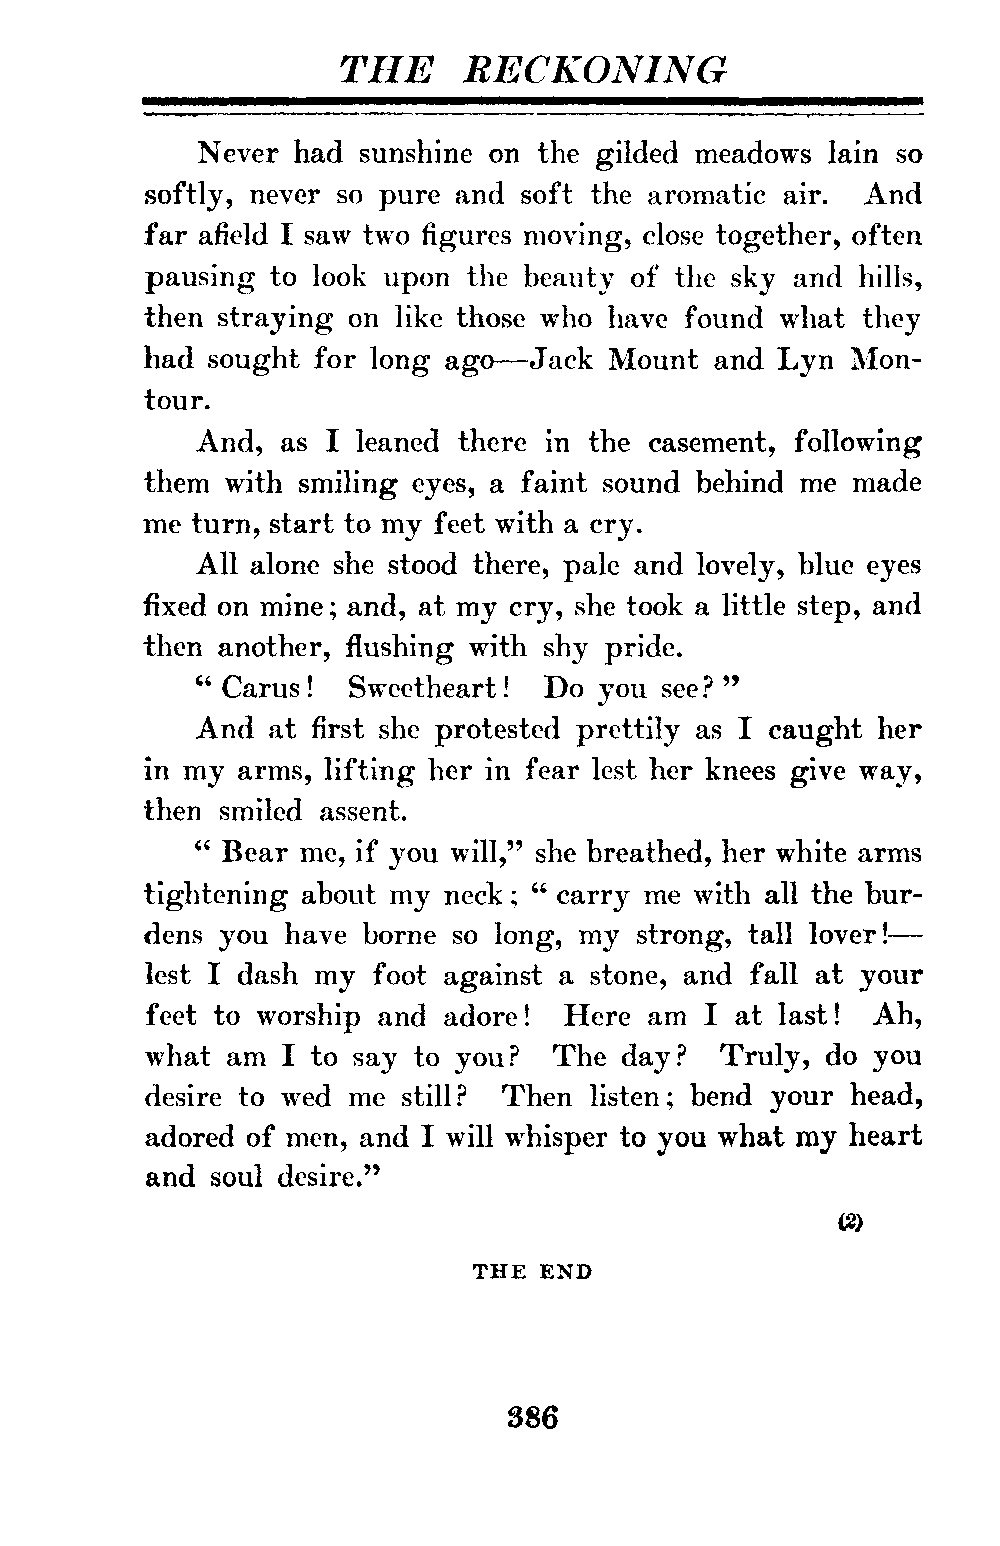 THE RECKONING
Never had sunshine on the gilded meadows lain so
softly, never so pure and soft the aromatic air. And
far afield I saw two figures moving, close together, often
pausing to look upon the beauty of the sky and hills,
then straying on like those who have found what they
had sought for long ago—Jack Mount and Lyn Mon-
tour.
And, as I leaned there in the casement, following
them with smiling eyes, a faint sound behind me made
me turn, start to my feet with a cry.
All alone she stood there, pale and lovely, blue eyes
fixed on mine; and, at my cry, she took a little step, and
then another, flushing with shy pride.
“ Carus! Sweetheart! Do you see? ”
And at first she protested prettily as I caught her
in my arms, lifting her in fear lest her knees give way,
then smiled assent.
“ Bear me, if you will,” she breathed, her white arms
tightening about my neck; “ carry me with all the bur-
dens you have borne so long, my strong, tall lover!—
lest I dash my foot against a stone, and fall at your
feet to worship and adore! Here am I at last! Ah,
what am I to say to you? The day? Truly, do you
desire to wed me still? Then listen; bend your head,
adored of men, and I will whisper to you what my heart
and soul desire.”
(2)
THE END
386